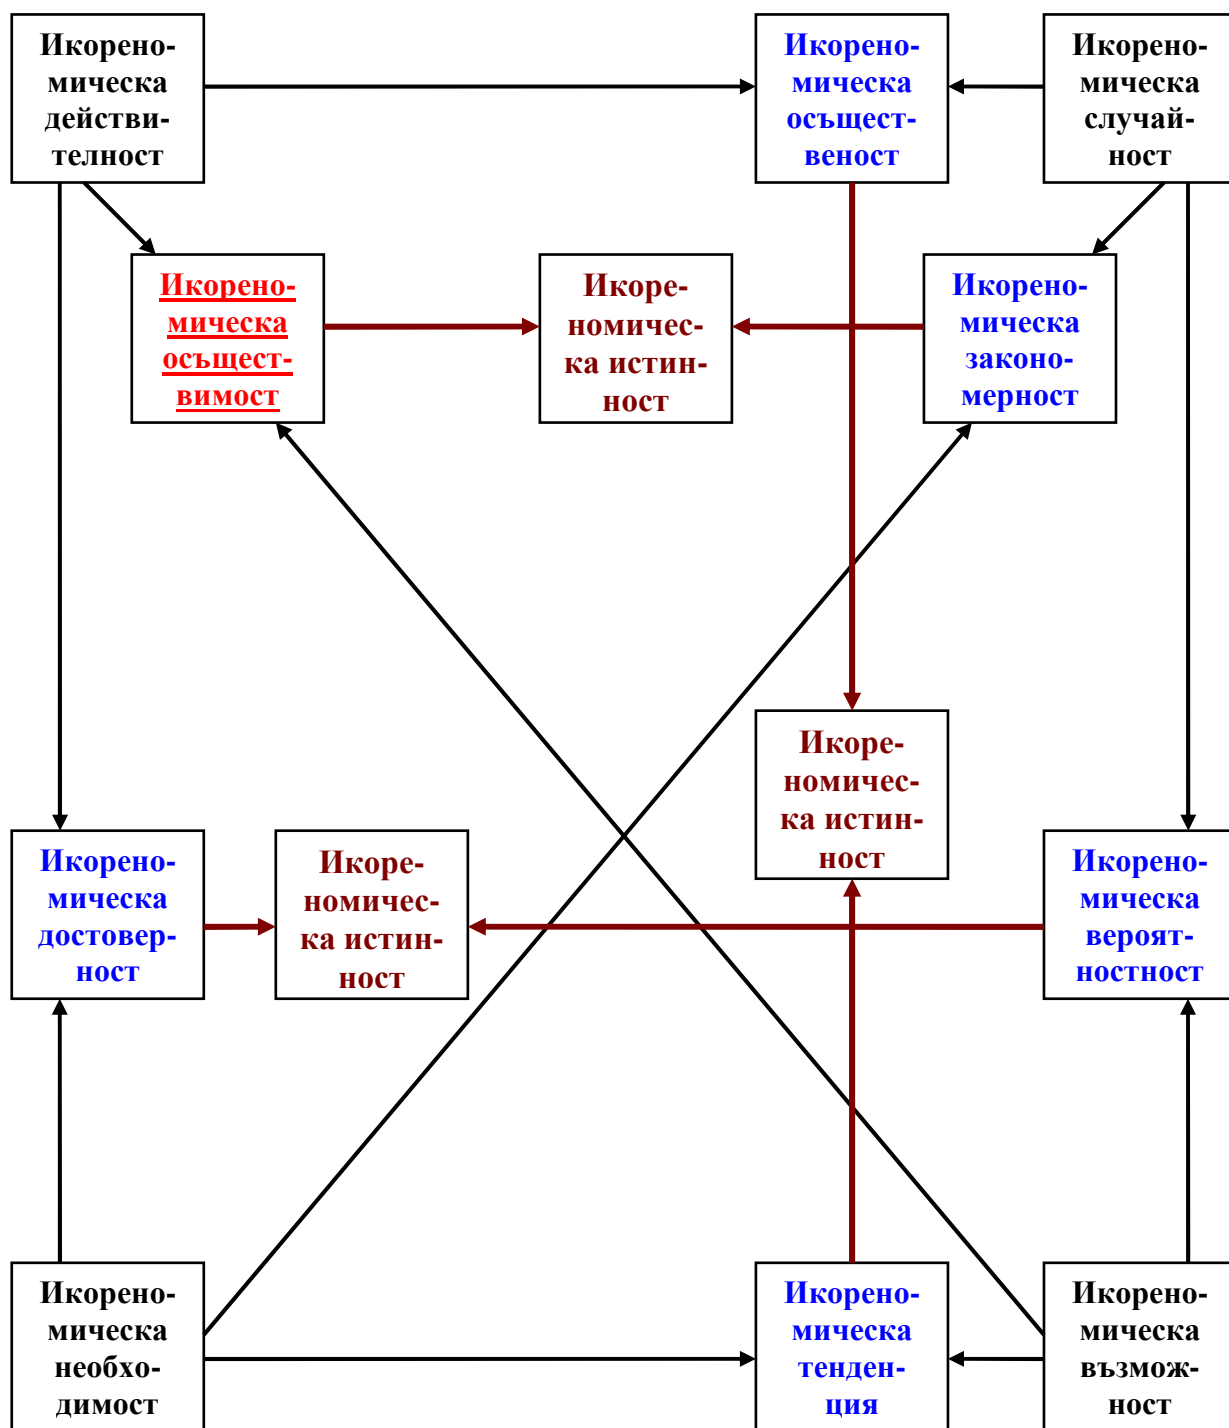 Икорено-
мическа
действи-
телност
Икорено-
мическа
осъщест-
веност
Икорено-
мическа
случай-
ност
Икорено-
мическа
осъщест-
вимост
Икоре-
номичес-
ка истин-
ност
Икорено-
мическа
законо-
мерност
Икоре-
номичес-
ка истин-
ност
Икорено-
мическа
достовер-
ност
Икоре-
номичес-
ка истин-
ност
Икорено-
мическа
вероят-
ностност
Икорено-
мическа
необхо-
димост
Икорено-
мическа
тенден-
ция
Икорено-
мическа
възмож-
ност